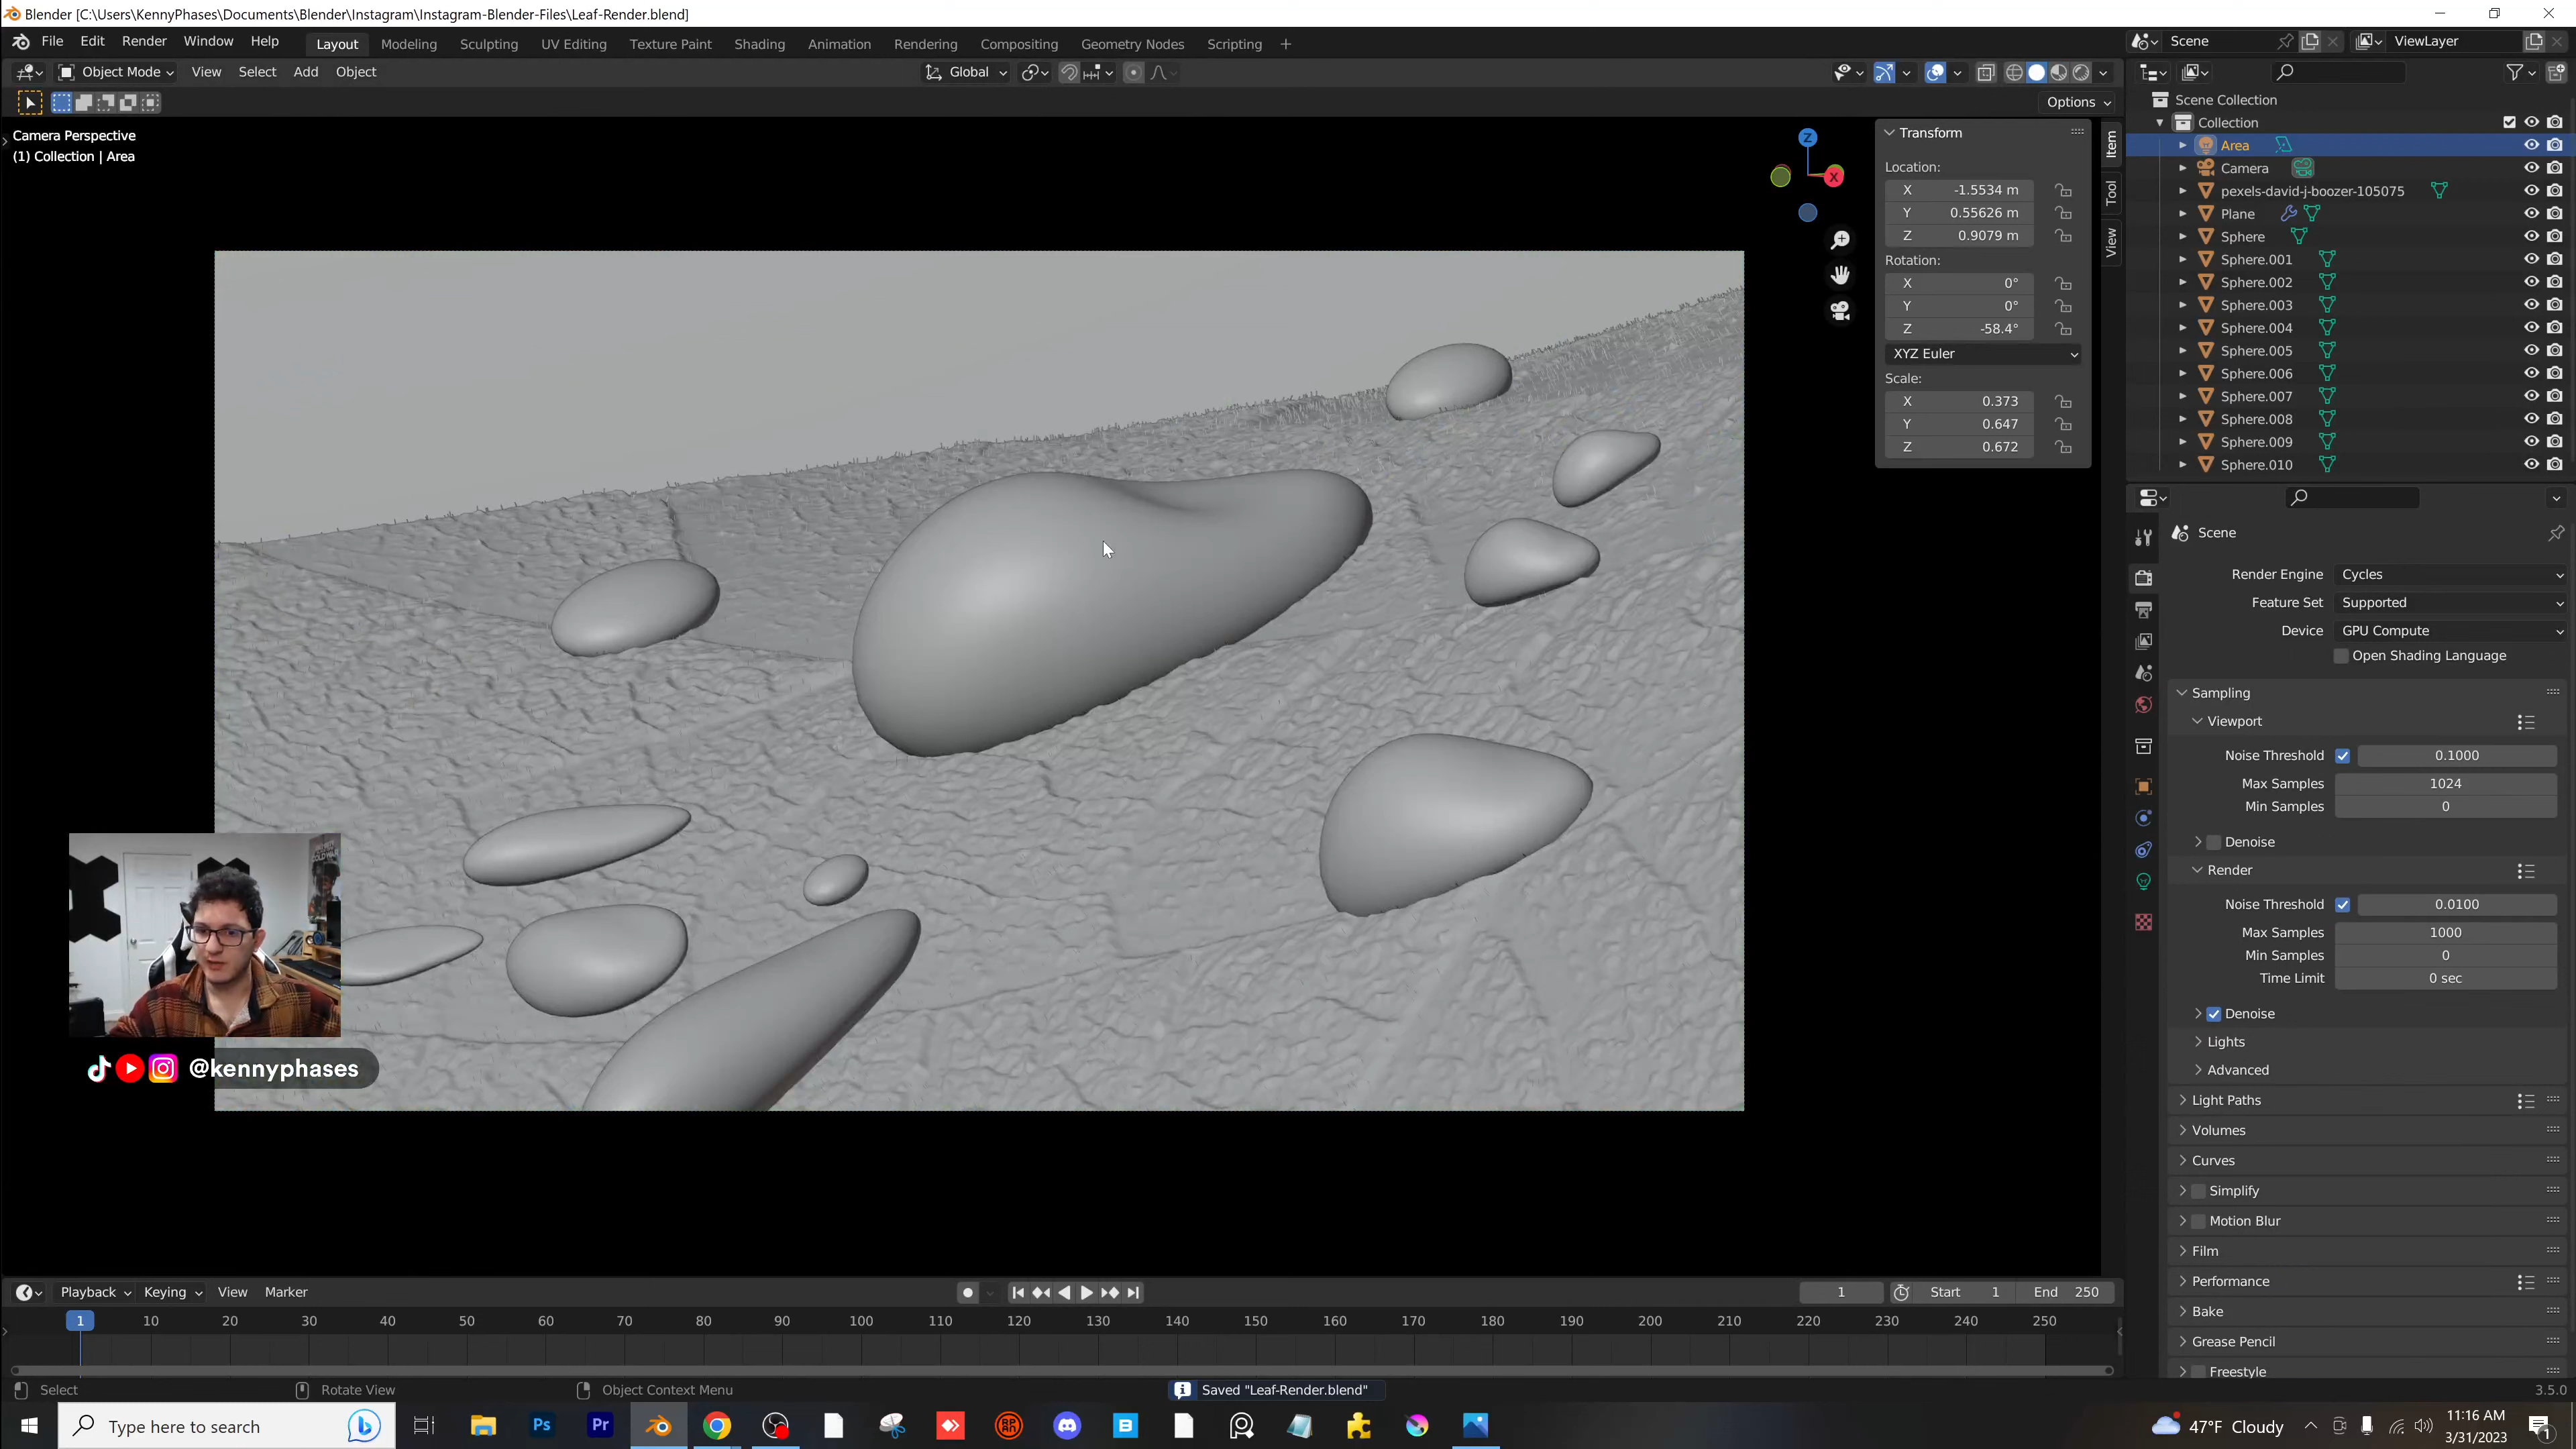 Blender [C:\Users\KennyPhases\Documents\Blender\Instagram\Instagram-Blender-Files\Leaf-Render.blend]
File Edit Render Window Help Layout Modeling Sculpting UV Editing Texture Paint Shading Animation Rendering Compositing Geometry Nodes Scripting + Scene ViewLayer
Object Mode View Select Add Object Global
Options
Camera Perspective
(1) Collection | Area
Z
X
Transform
Location:
X -1.5534 m
Y 0.55626 m
Z 0.9079 m
Rotation:
X 0°
Y 0°
Z -58.4°
XYZ Euler
Scale:
X 0.373
Y 0.647
Z 0.672
Item
Tool
View
Scene Collection
Collection
Area
Camera
pexels-david-j-boozer-105075
Plane
Sphere
Sphere.001
Sphere.002
Sphere.003
Sphere.004
Sphere.005
Sphere.006
Sphere.007
Sphere.008
Sphere.009
Sphere.010
Scene
Render Engine Cycles
Feature Set Supported
Device GPU Compute
Open Shading Language
Sampling
Viewport
Noise Threshold 0.1000
Max Samples 1024
Min Samples 0
Denoise
Render
Noise Threshold 0.0100
Max Samples 1000
Min Samples 0
Time Limit 0 sec
Denoise
Lights
Advanced
Light Paths
Volumes
Curves
Simplify
Motion Blur
Film
Performance
Bake
Grease Pencil
Freestyle
@kennyphases
Playback Keying View Marker 1 Start 1 End 250
1 10 20 30 40 50 60 70 80 90 100 110 120 130 140 150 160 170 180 190 200 210 220 230 240 250
Select Rotate View Object Context Menu Saved "Leaf-Render.blend" 3.5.0
Type here to search Ps Pr 47°F Cloudy 11:16 AM
3/31/2023 1